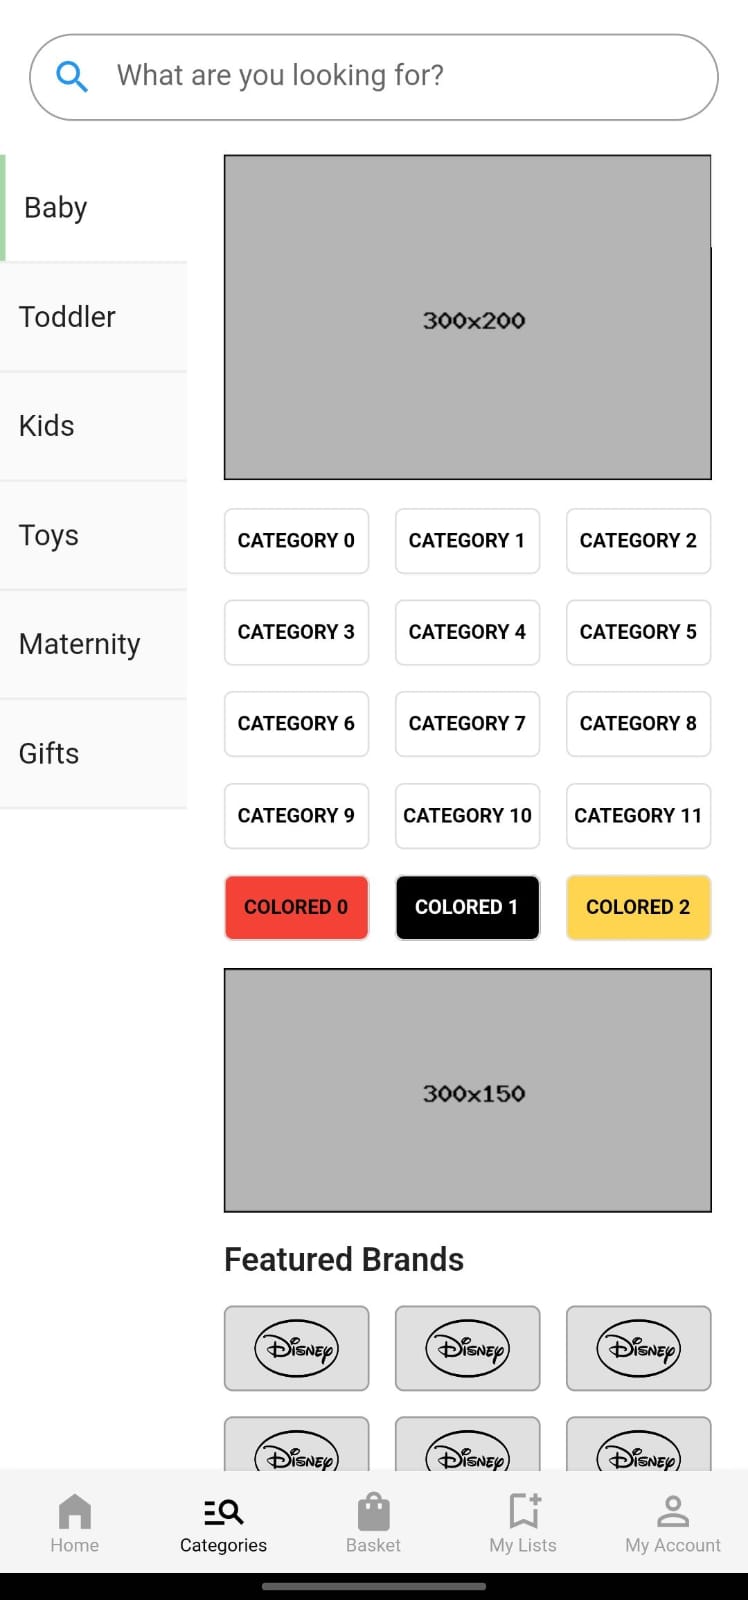 What are you looking for?
Baby
Toddler
Kids
Toys
Maternity
Gifts
300x200
CATEGORY 0
CATEGORY 1
CATEGORY 2
CATEGORY 3
CATEGORY 4
CATEGORY 5
CATEGORY 6
CATEGORY 7
CATEGORY 8
CATEGORY 9
CATEGORY 10
CATEGORY 11
COLORED 0
COLORED 1
COLORED 2
300x150
Featured Brands
Disney
Disney
Disney
Disney
Disney
Disney
Home
Categories
Basket
My Lists
My Account